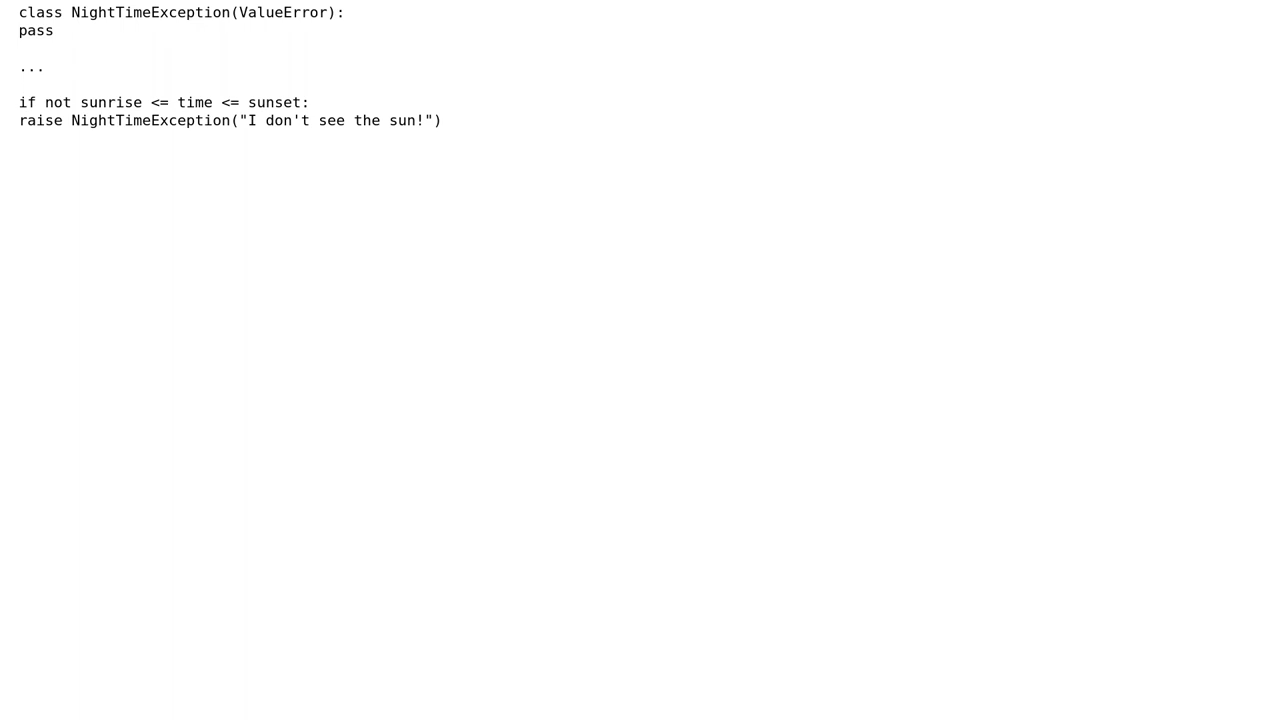 class NightTimeException(ValueError):
pass
...
if not sunrise <= time <= sunset:
raise NightTimeException("I don't see the sun!")